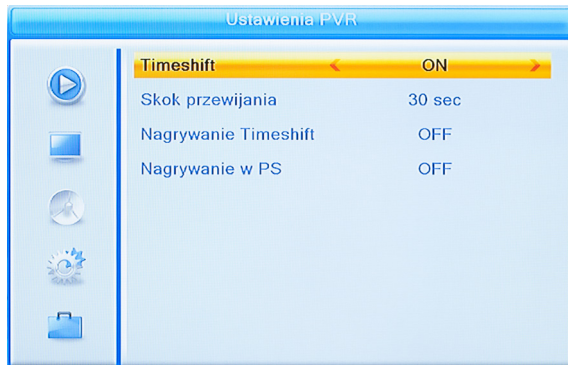 Ustawienia PVR
Timeshift ON
Skok przewijania 30 sec
Nagrywanie Timeshift OFF
Nagrywanie w PS OFF